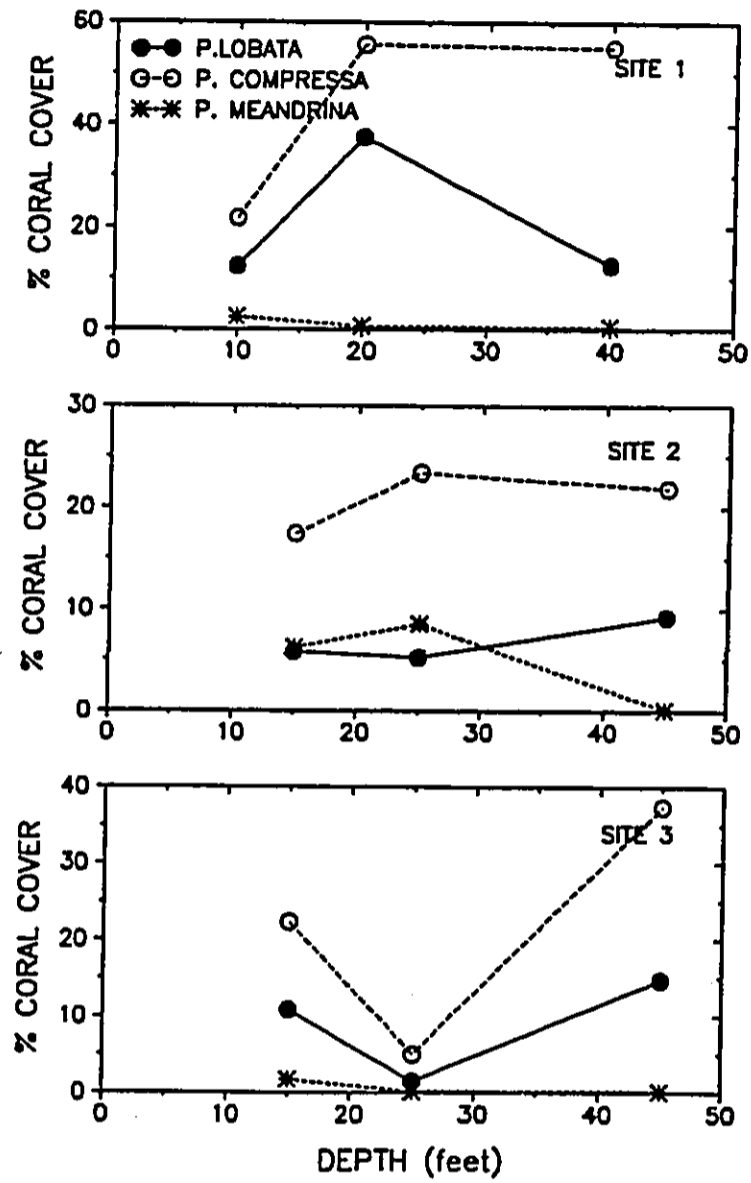 60
P.LOBATA
P. COMPRESSA
P. MEANDRINA
SITE 1
40
20
0
% CORAL COVER
0 10 20 30 40 50
30
SITE 2
20
10
0
% CORAL COVER
0 10 20 30 40 50
40
SITE 3
30
20
10
0
% CORAL COVER
0 10 20 30 40 50
DEPTH (feet)